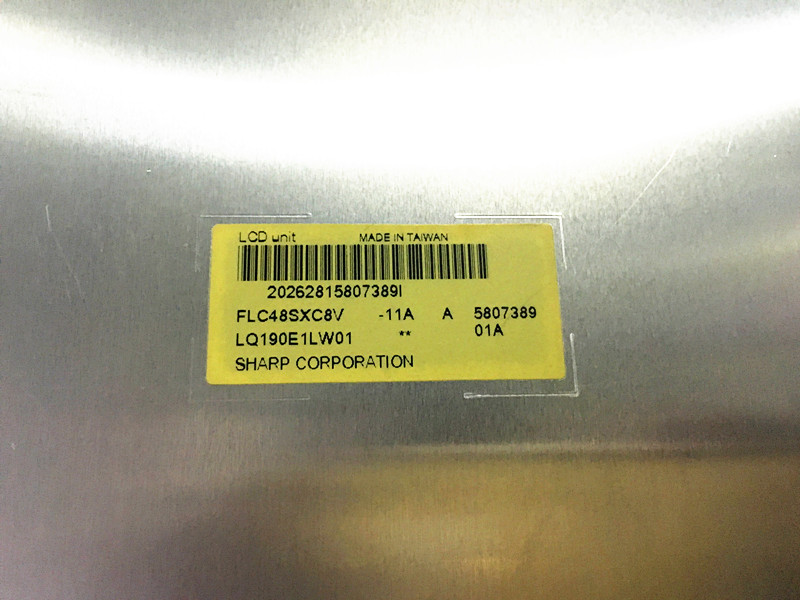 LCD unit MADE IN TAIWAN
20262815807389I
FLC48SXC8V -11A A 5807389
LQ190E1LW01 ** 01A
SHARP CORPORATION